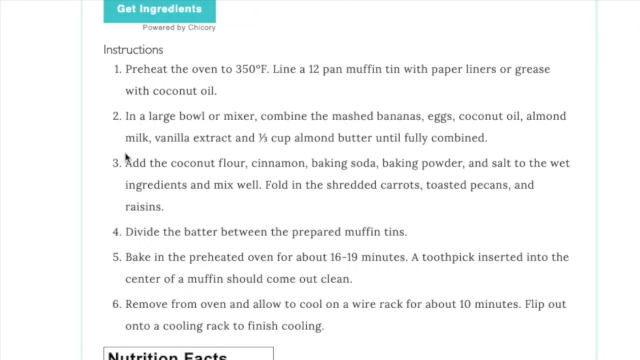 Get Ingredients
Powered by Chicory
Instructions
1. Preheat the oven to 350°F. Line a 12 pan muffin tin with paper liners or grease
with coconut oil.
2. In a large bowl or mixer, combine the mashed bananas, eggs, coconut oil, almond
milk, vanilla extract and ⅓ cup almond butter until fully combined.
3. Add the coconut flour, cinnamon, baking soda, baking powder, and salt to the wet
ingredients and mix well. Fold in the shredded carrots, toasted pecans, and
raisins.
4. Divide the batter between the prepared muffin tins.
5. Bake in the preheated oven for about 16-19 minutes. A toothpick inserted into the
center of a muffin should come out clean.
6. Remove from oven and allow to cool on a wire rack for about 10 minutes. Flip out
onto a cooling rack to finish cooling.
Nutrition Facts